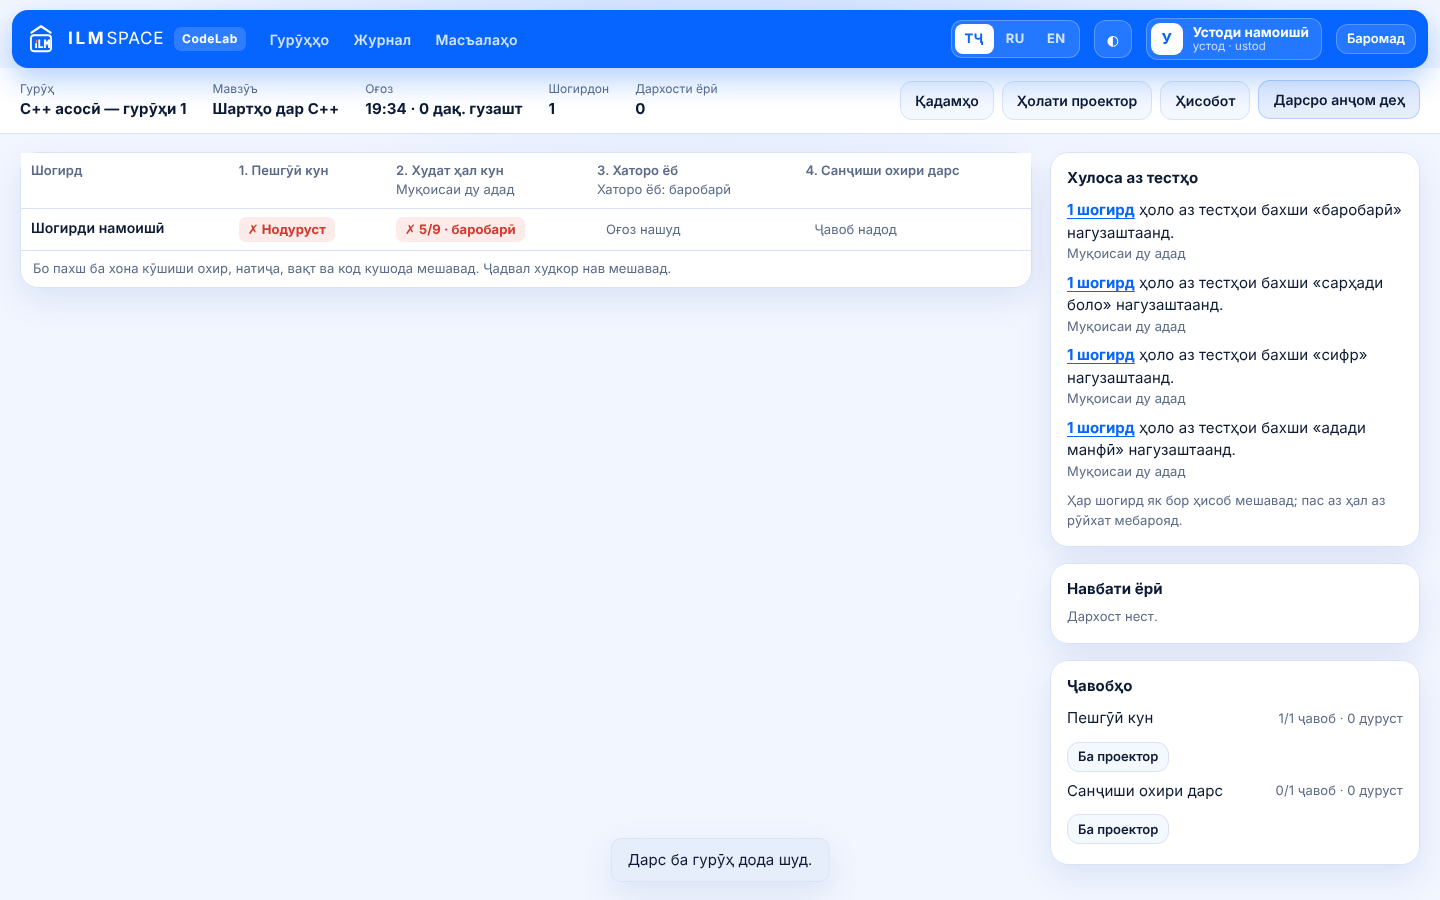 ILMSPACE CodeLab Гурӯҳҳо Журнал Масъалаҳо ТҶ RU EN У Устоди намоишӣ Баромад
устод · ustod
Гурӯҳ Мавзӯъ Оғоз Шогирдон Дархости ёрӣ
C++ асосӣ — гурӯҳи 1 Шартҳо дар C++ 19:34 · 0 дақ. гузашт 1 0
Қадамҳо Ҳолати проектор Ҳисобот Дарсро анҷом деҳ
Шогирд 1. Пешгӯӣ кун 2. Худат ҳал кун 3. Хаторо ёб 4. Санҷиши охири дарс
Муқоисаи ду адад Хаторо ёб: баробарӣ
Шогирди намоишӣ ✗ Нодуруст ✗ 5/9 · баробарӣ Оғоз нашуд Ҷавоб надод
Бо пахш ба хона кӯшиши охир, натиҷа, вақт ва код кушода мешавад. Ҷадвал худкор нав мешавад.
Хулоса аз тестҳо
1 шогирд ҳоло аз тестҳои бахши «баробарӣ»
нагузаштаанд.
Муқоисаи ду адад
1 шогирд ҳоло аз тестҳои бахши «сарҳади
боло» нагузаштаанд.
Муқоисаи ду адад
1 шогирд ҳоло аз тестҳои бахши «сифр»
нагузаштаанд.
Муқоисаи ду адад
1 шогирд ҳоло аз тестҳои бахши «адади
манфӣ» нагузаштаанд.
Муқоисаи ду адад
Ҳар шогирд як бор ҳисоб мешавад; пас аз ҳал аз
рӯйхат мебарояд.
Навбати ёрӣ
Дархост нест.
Ҷавобҳо
Пешгӯӣ кун 1/1 ҷавоб · 0 дуруст
Ба проектор
Санҷиши охири дарс 0/1 ҷавоб · 0 дуруст
Ба проектор
Дарс ба гурӯҳ дода шуд.